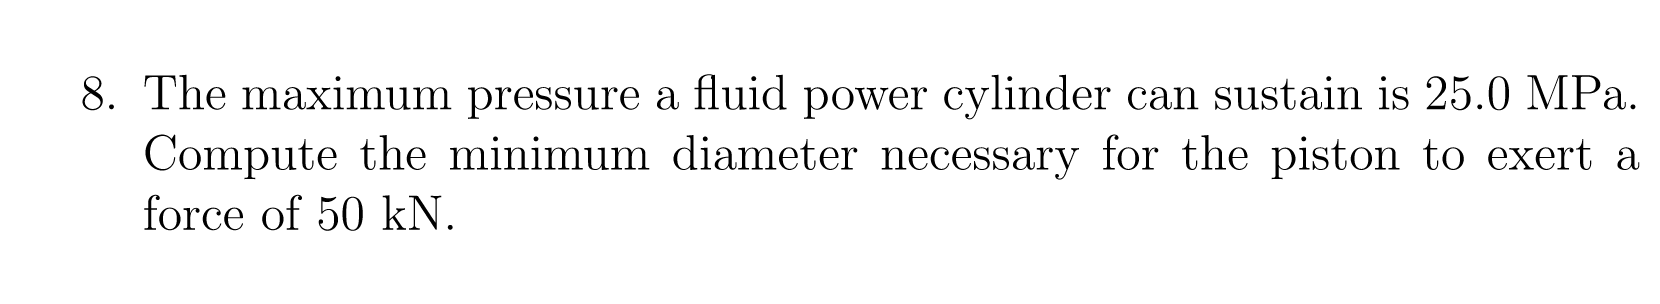 8. The maximum pressure a fluid power cylinder can sustain is 25.0 MPa.
Compute the minimum diameter necessary for the piston to exert a
force of 50 kN.